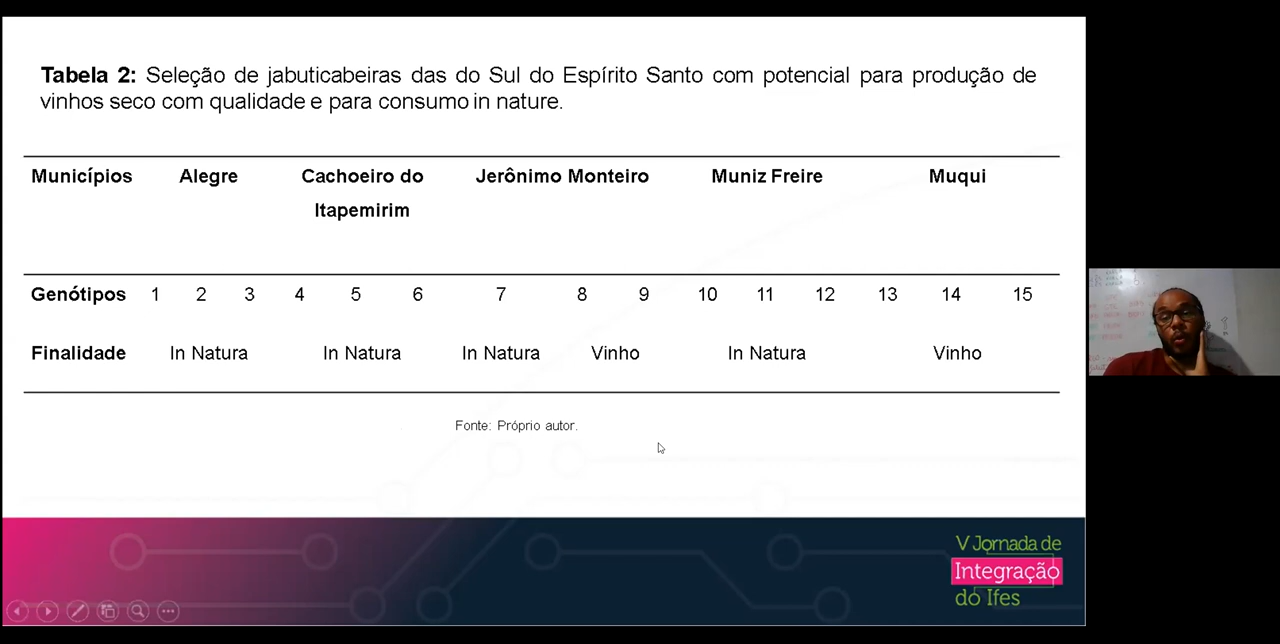 Tabela 2: Seleção de jabuticabeiras das do Sul do Espírito Santo com potencial para produção de
vinhos seco com qualidade e para consumo in nature.
Municípios Alegre Cachoeiro do Jerônimo Monteiro Muniz Freire Muqui
Itapemirim
Genótipos 1 2 3 4 5 6 7 8 9 10 11 12 13 14 15
Finalidade In Natura In Natura In Natura Vinho In Natura Vinho
Fonte: Próprio autor.
V Jornada de
Integração
do Ifes